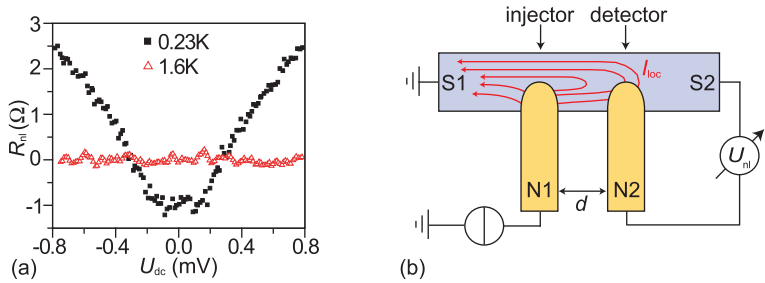 3
2
1
0
-1
-0.8 -0.4 0.0 0.4 0.8
R_nl (Ω)
U_dc (mV)
0.23K
1.6K
(a)
injector detector
I_loc
S1 S2
N1 N2
d
U_nl
(b)